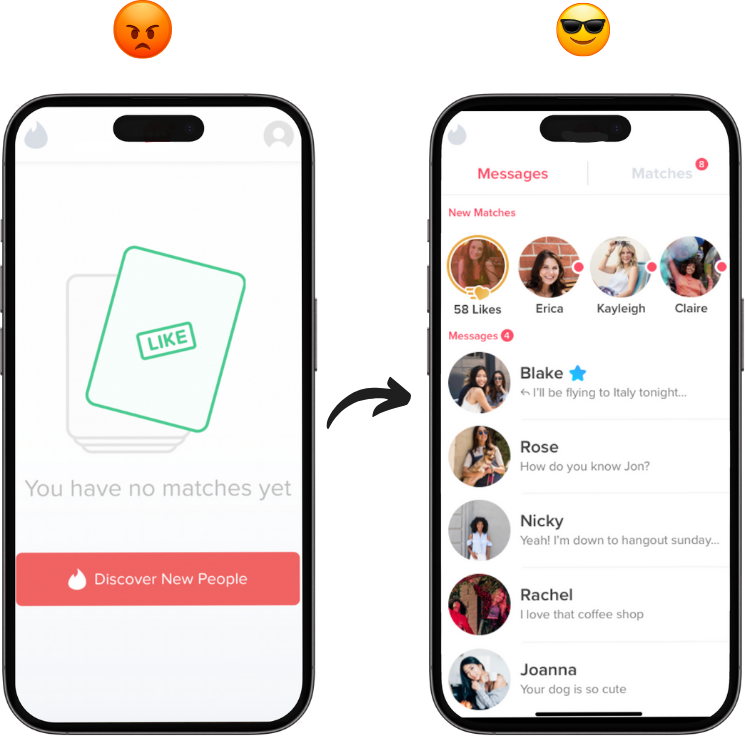 LIKE
You have no matches yet
Discover New People
Messages
Matches
8
New Matches
58 Likes
Erica
Kayleigh
Claire
Messages 4
Blake
I'll be flying to Italy tonight...
Rose
How do you know Jon?
Nicky
Yeah! I'm down to hangout sunday...
Rachel
I love that coffee shop
Joanna
Your dog is so cute